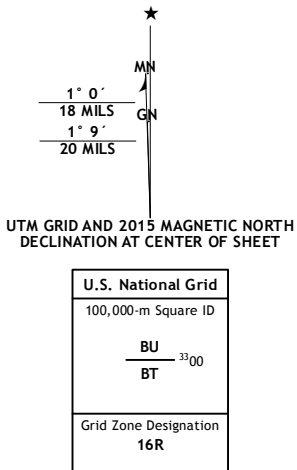 ★
MN
1° 0´
18 MILS
GN
1° 9´
20 MILS
UTM GRID AND 2015 MAGNETIC NORTH
DECLINATION AT CENTER OF SHEET
U.S. National Grid
100,000-m Square ID
BU
3300
BT
Grid Zone Designation
16R